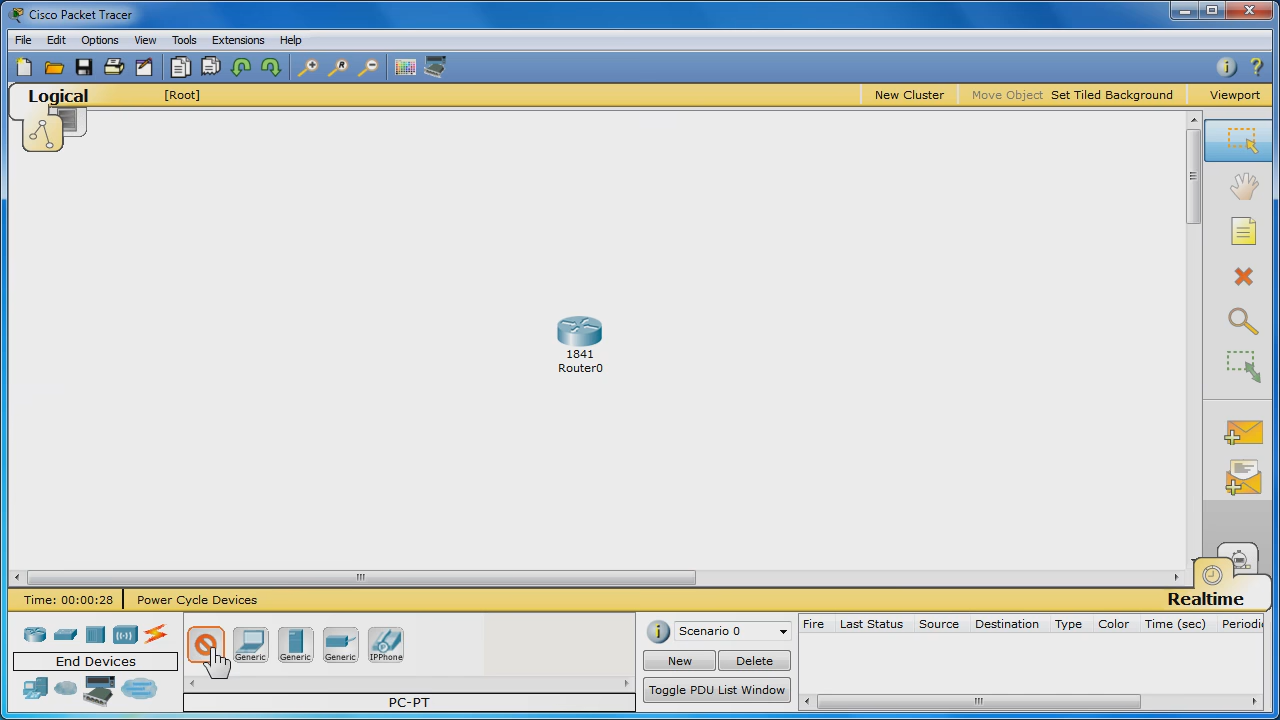 Cisco Packet Tracer
File Edit Options View Tools Extensions Help
Logical [Root] New Cluster Move Object Set Tiled Background Viewport
1841
Router0
Time: 00:00:28 Power Cycle Devices Realtime
End Devices
Generic Generic Generic IPPhone
PC-PT
Scenario 0
New Delete
Toggle PDU List Window
Fire Last Status Source Destination Type Color Time (sec) Periodi